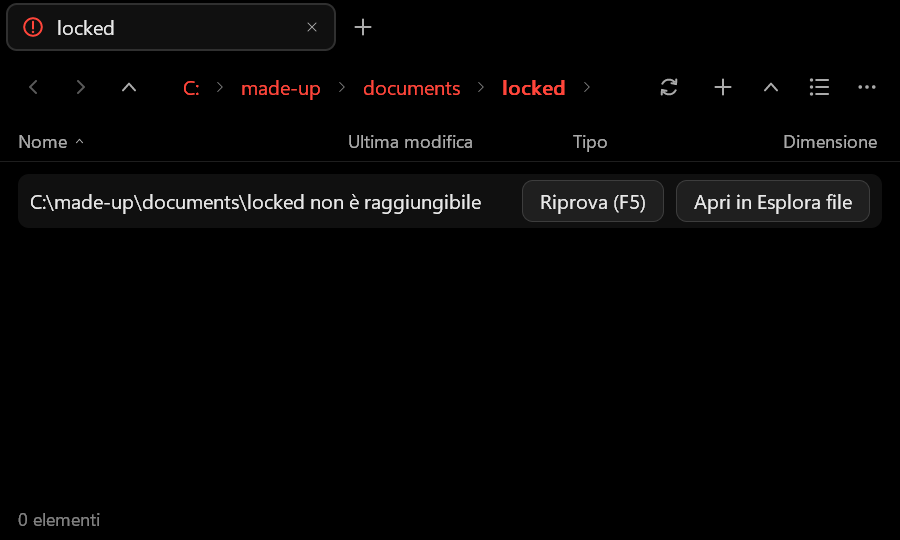 locked
C: made-up documents locked
Nome Ultima modifica Tipo Dimensione
C:\made-up\documents\locked non è raggiungibile Riprova (F5) Apri in Esplora file
0 elementi